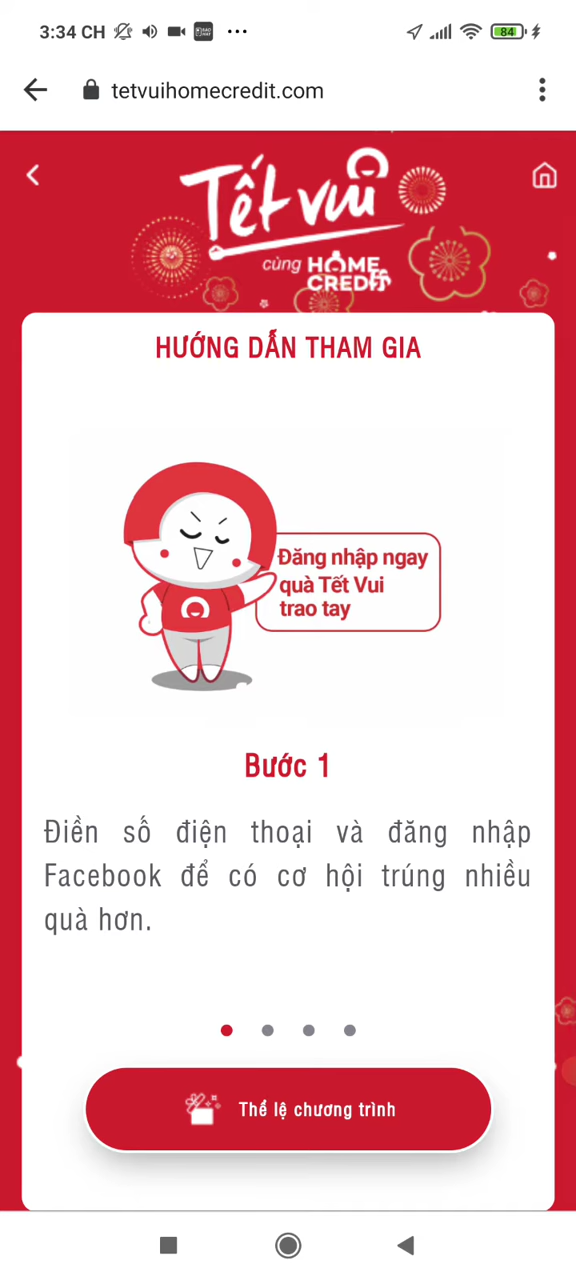 3:34 CH
84
tetvuihomecredit.com
Tết vui
cùng HOME
CREDIT
HƯỚNG DẪN THAM GIA
Đăng nhập ngay
quà Tết Vui
trao tay
Bước 1
Điền số điện thoại và đăng nhập
Facebook để có cơ hội trúng nhiều
quà hơn.
Thể lệ chương trình